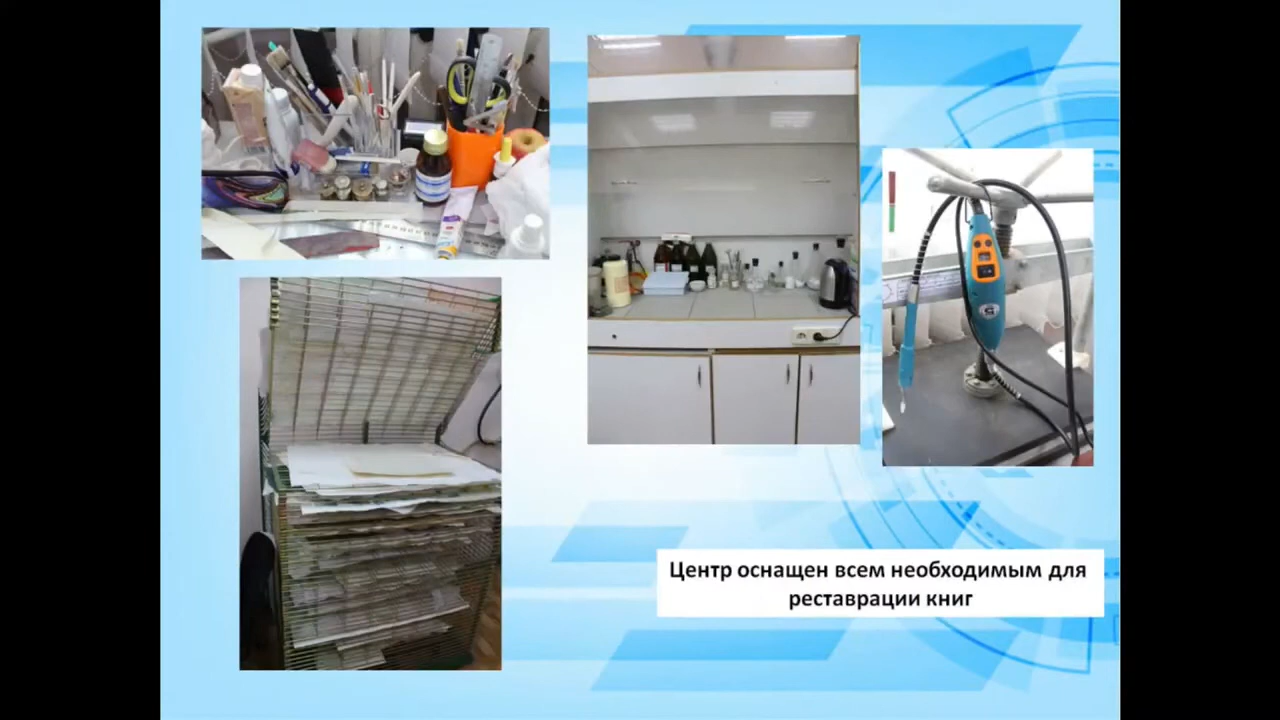 Центр оснащен всем необходимым для
реставрации книг